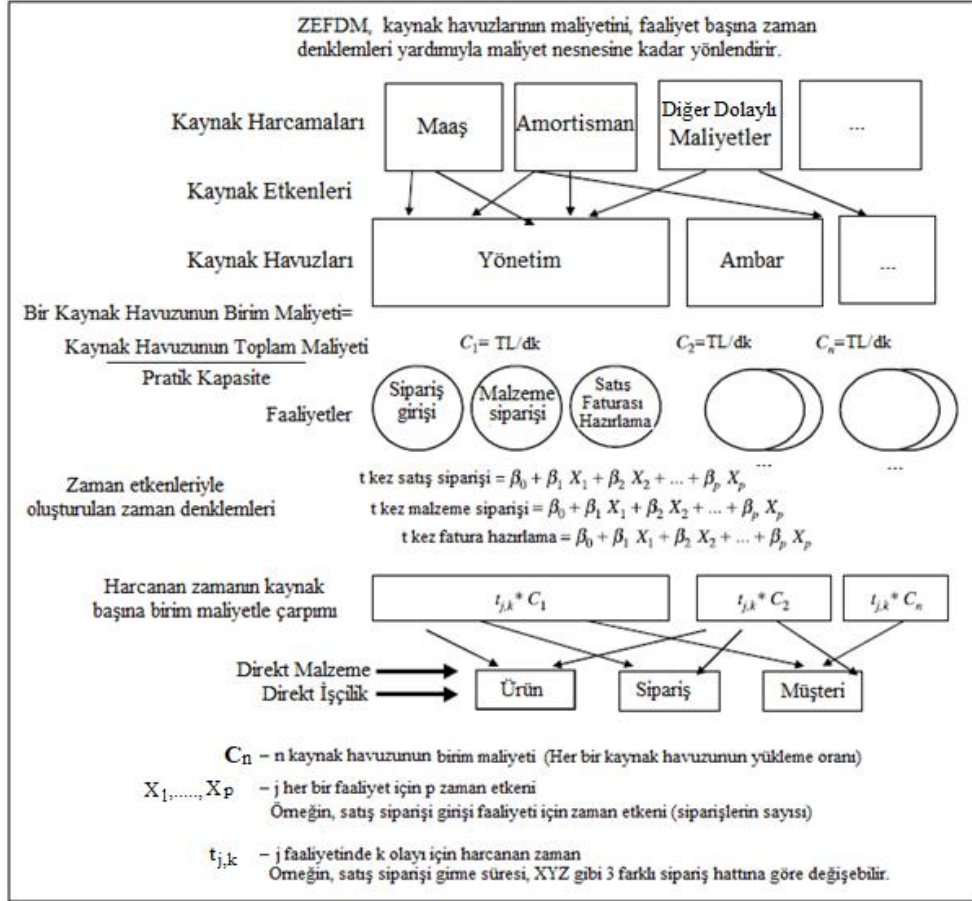 ZEFDM, kaynak havuzlarının maliyetini, faaliyet başına zaman
denklemleri yardımıyla maliyet nesnesine kadar yönlendirir.
Kaynak Harcamaları
Maaş
Amortisman
Diğer Dolaylı
Maliyetler
...
Kaynak Etkenleri
Kaynak Havuzları
Yönetim
Ambar
...
Bir Kaynak Havuzunun Birim Maliyeti=
Kaynak Havuzunun Toplam Maliyeti
Pratik Kapasite
C₁= TL/dk
C₂=TL/dk
Cₙ=TL/dk
Faaliyetler
Sipariş
girişi
Malzeme
siparişi
Satış
Faturası
Hazırlama
...
...
Zaman etkenleriyle
oluşturulan zaman denklemleri
t kez satış siparişi = β₀ + β₁ X₁ + β₂ X₂ + ... + βₚ Xₚ
t kez malzeme siparişi = β₀ + β₁ X₁ + β₂ X₂ + ... + βₚ Xₚ
t kez fatura hazırlama = β₀ + β₁ X₁ + β₂ X₂ + ... + βₚ Xₚ
Harcanan zamanın kaynak
başına birim maliyetle çarpımı
t_{j,k}* C₁
t_{j,k}* C₂
t_{j,k}* Cₙ
Direkt Malzeme
Direkt İşçilik
Ürün
Sipariş
Müşteri
Cn – n kaynak havuzunun birim maliyeti (Her bir kaynak havuzunun yükleme oranı)
X₁,....., Xₚ – j her bir faaliyet için p zaman etkeni
Örneğin, satış siparişi girişi faaliyeti için zaman etkeni (siparişlerin sayısı)
t_{j,k} – j faaliyetinde k olayı için harcanan zaman
Örneğin, satış siparişi girme süresi, XYZ gibi 3 farklı sipariş hattına göre değişebilir.